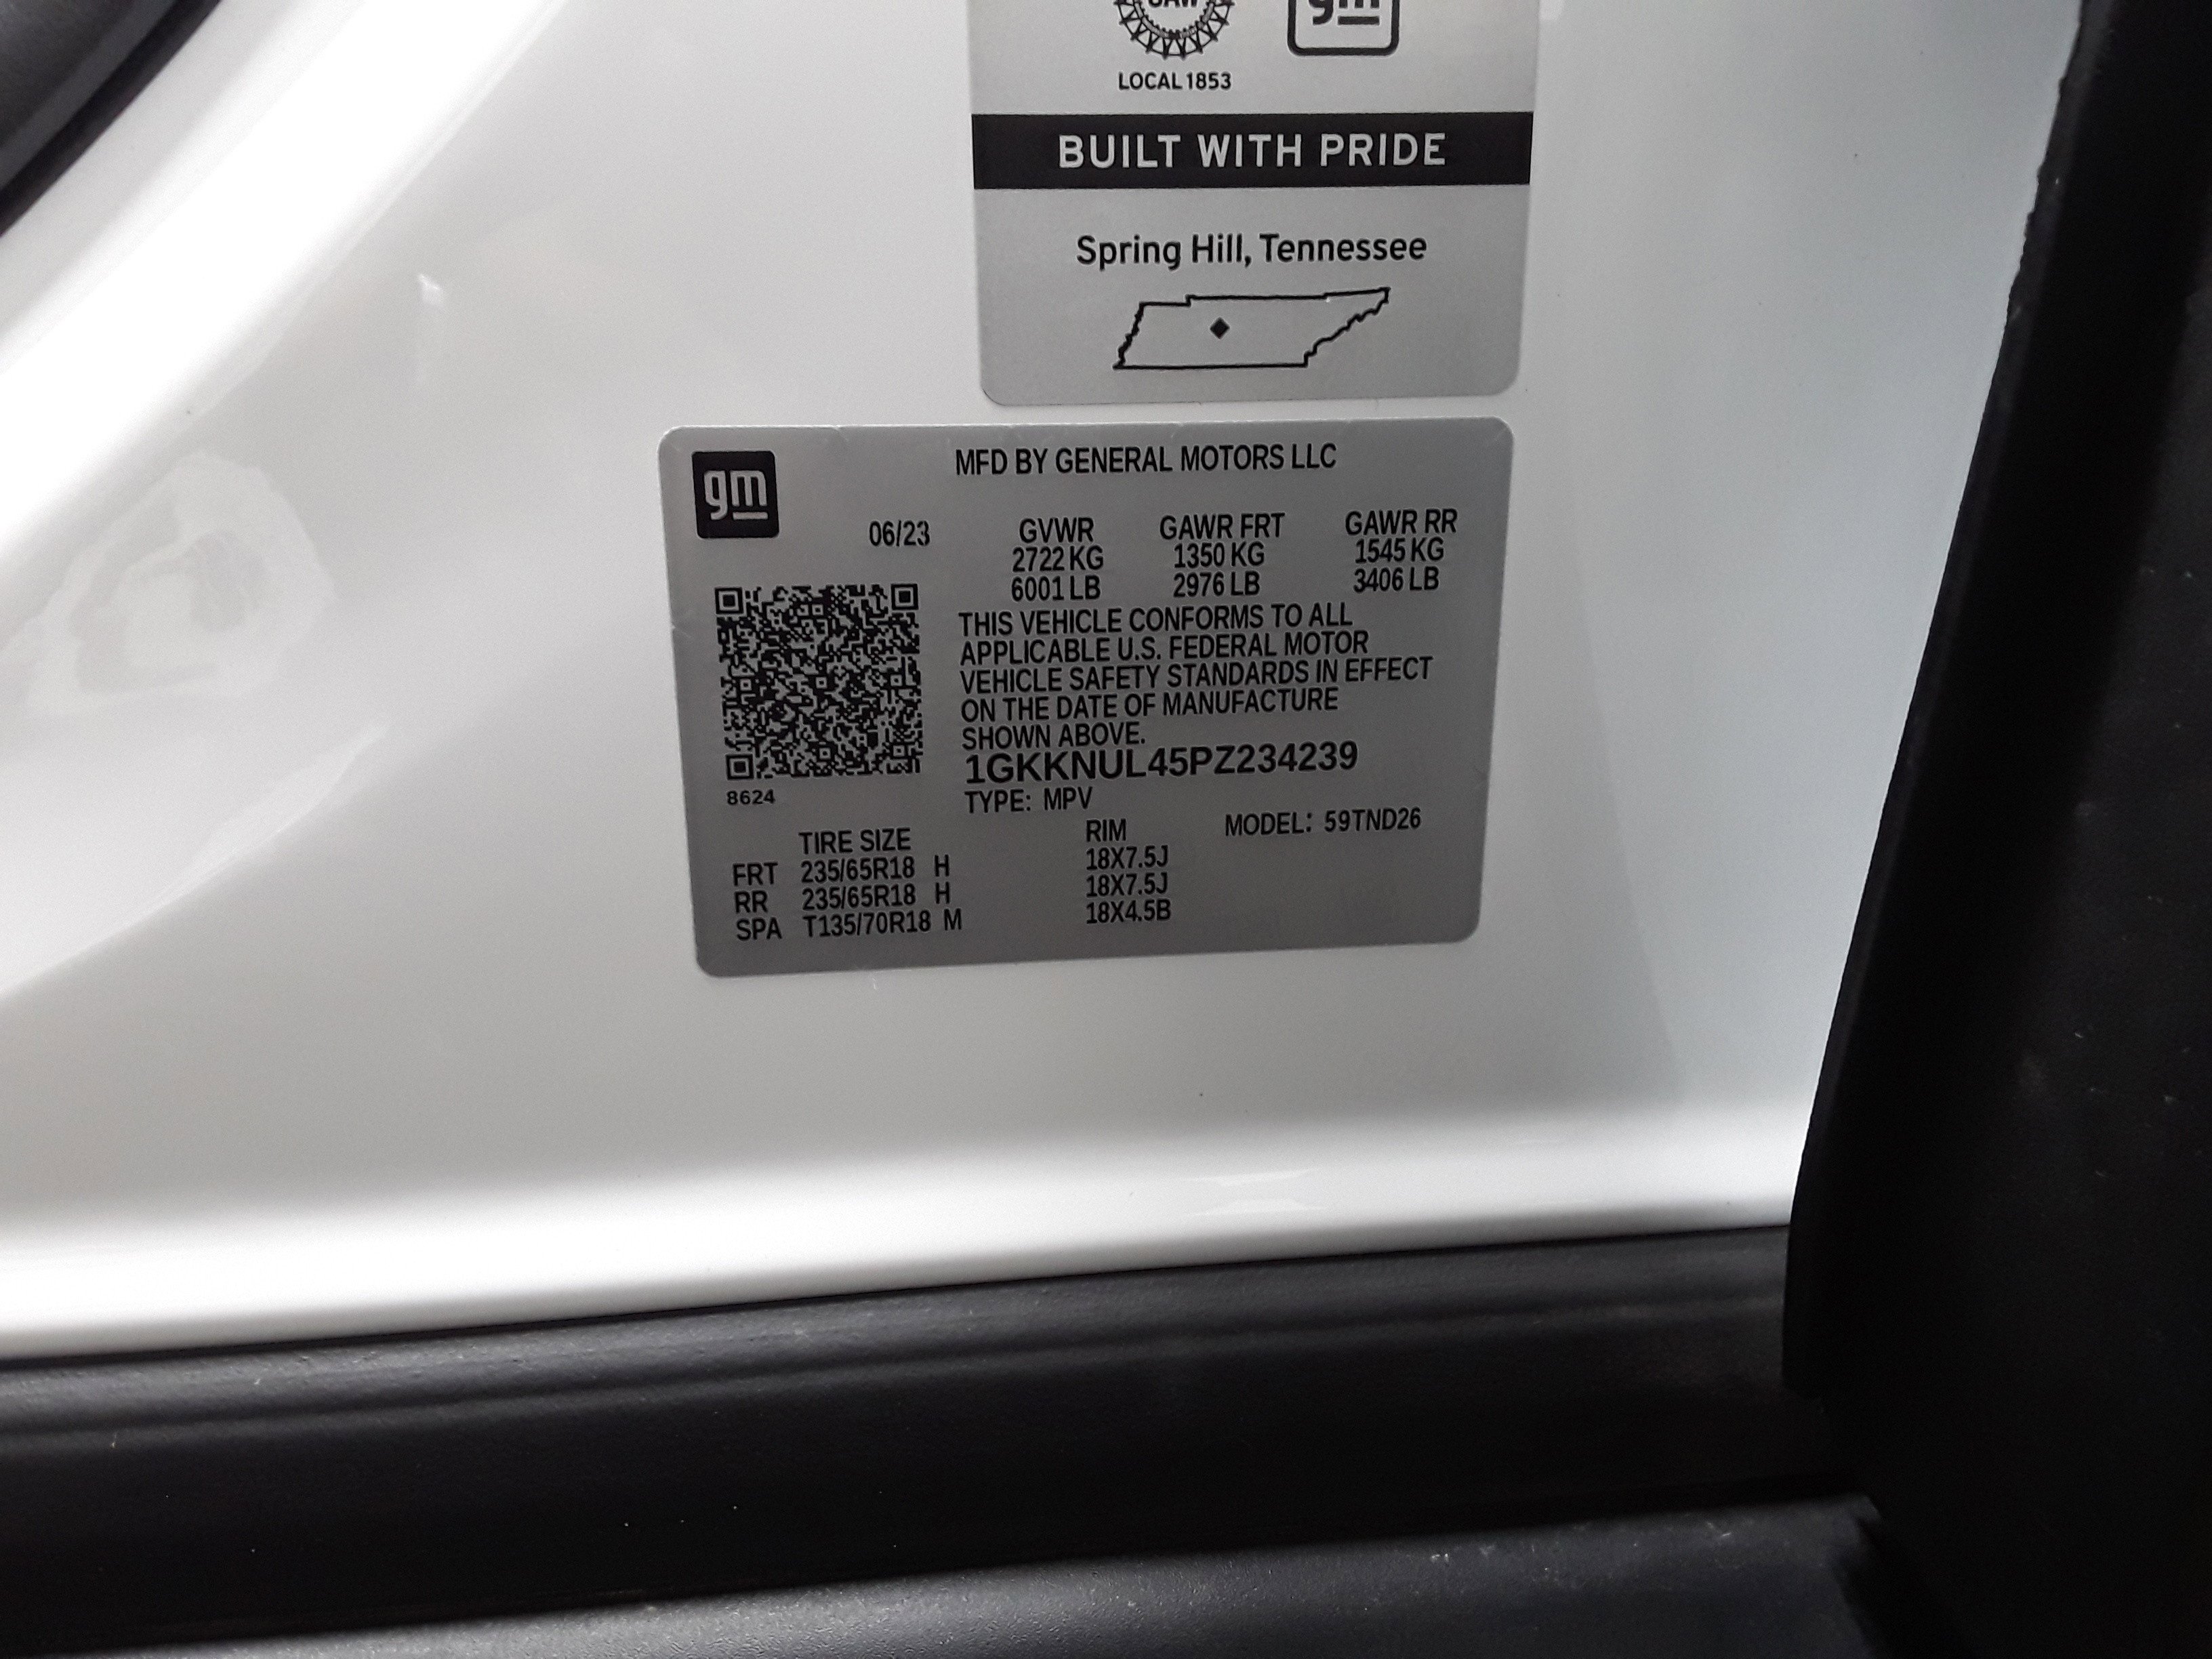 UAW
gm
LOCAL 1853
BUILT WITH PRIDE
Spring Hill, Tennessee
gm
MFD BY GENERAL MOTORS LLC
06/23 GVWR GAWR FRT GAWR RR
2722 KG 1350 KG 1545 KG
6001 LB 2976 LB 3406 LB
THIS VEHICLE CONFORMS TO ALL
APPLICABLE U.S. FEDERAL MOTOR
VEHICLE SAFETY STANDARDS IN EFFECT
ON THE DATE OF MANUFACTURE
SHOWN ABOVE.
1GKKNUL45PZ234239
8624
TYPE: MPV
TIRE SIZE RIM MODEL: 59TND26
FRT 235/65R18 H 18X7.5J
RR 235/65R18 H 18X7.5J
SPA T135/70R18 M 18X4.5B